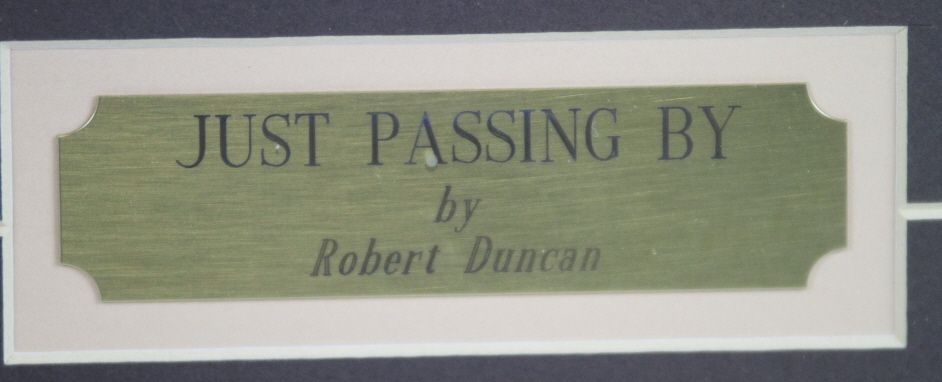 JUST PASSING BY
by
Robert Duncan